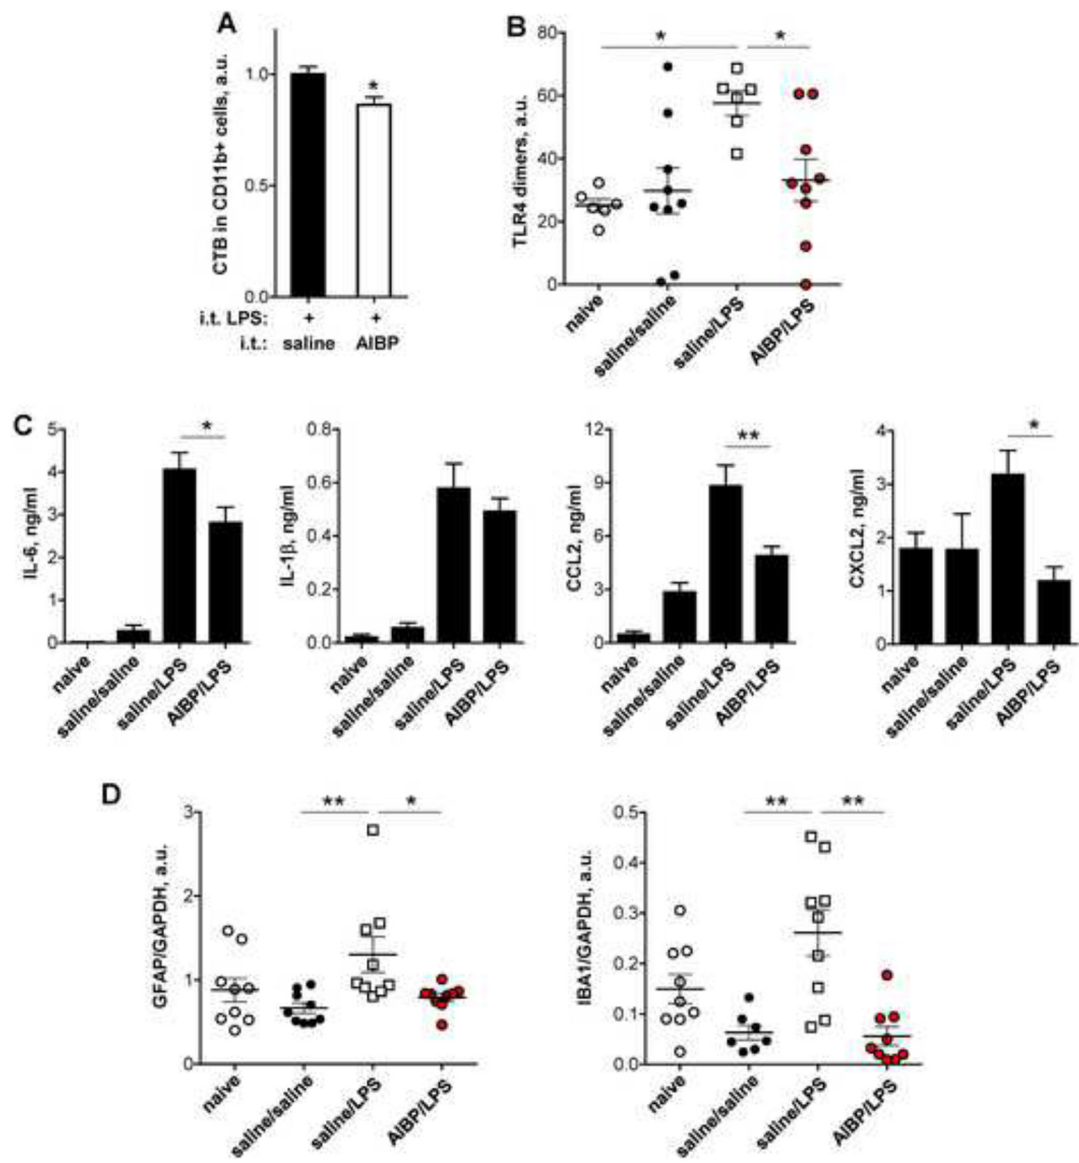 A
CTB in CD11b+ cells, a.u.
1.0
0.5
0.0
*
i.t. LPS: + +
i.t.: saline AIBP
B
TLR4 dimers, a.u.
80
60
40
20
0
* *
naive
saline/saline
saline/LPS
AIBP/LPS
C
IL-6, ng/ml
5
4
3
2
1
0
*
naive
saline/saline
saline/LPS
AIBP/LPS
IL-1β, ng/ml
0.8
0.6
0.4
0.2
0.0
naive
saline/saline
saline/LPS
AIBP/LPS
CCL2, ng/ml
12
9
6
3
0
**
naive
saline/saline
saline/LPS
AIBP/LPS
CXCL2, ng/ml
4
3
2
1
0
*
naive
saline/saline
saline/LPS
AIBP/LPS
D
GFAP/GAPDH, a.u.
3
2
1
0
** *
naive
saline/saline
saline/LPS
AIBP/LPS
IBA1/GAPDH, a.u.
0.5
0.4
0.3
0.2
0.1
0.0
** **
naive
saline/saline
saline/LPS
AIBP/LPS